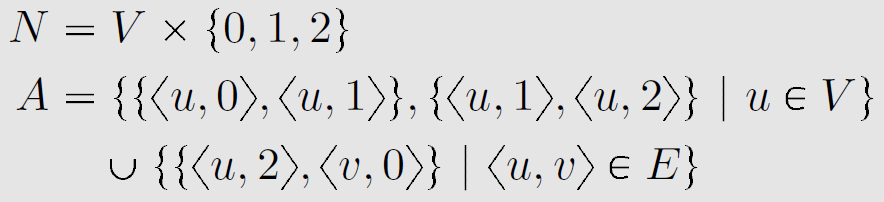 N = V × {0, 1, 2}
A = {{⟨u, 0⟩, ⟨u, 1⟩}, {⟨u, 1⟩, ⟨u, 2⟩} | u ∈ V}
∪ {{⟨u, 2⟩, ⟨v, 0⟩} | ⟨u, v⟩ ∈ E}